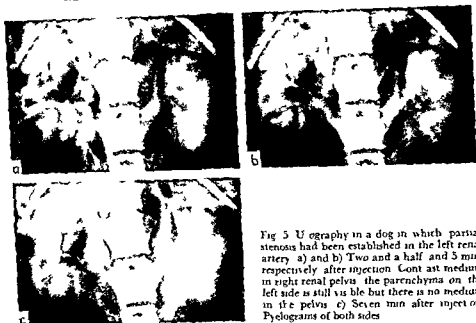 a
b
c
Fig 5 U ography in a dog in which partial
stenosis had been established in the left renal
artery a) and b) Two and a half and 5 min
respectively after injection Cont ast medium
in right renal pelvis the parenchyma on the
left side is still vis ble but there is no medium
in the pelvis c) Seven min after inject on
Pyelograms of both sides